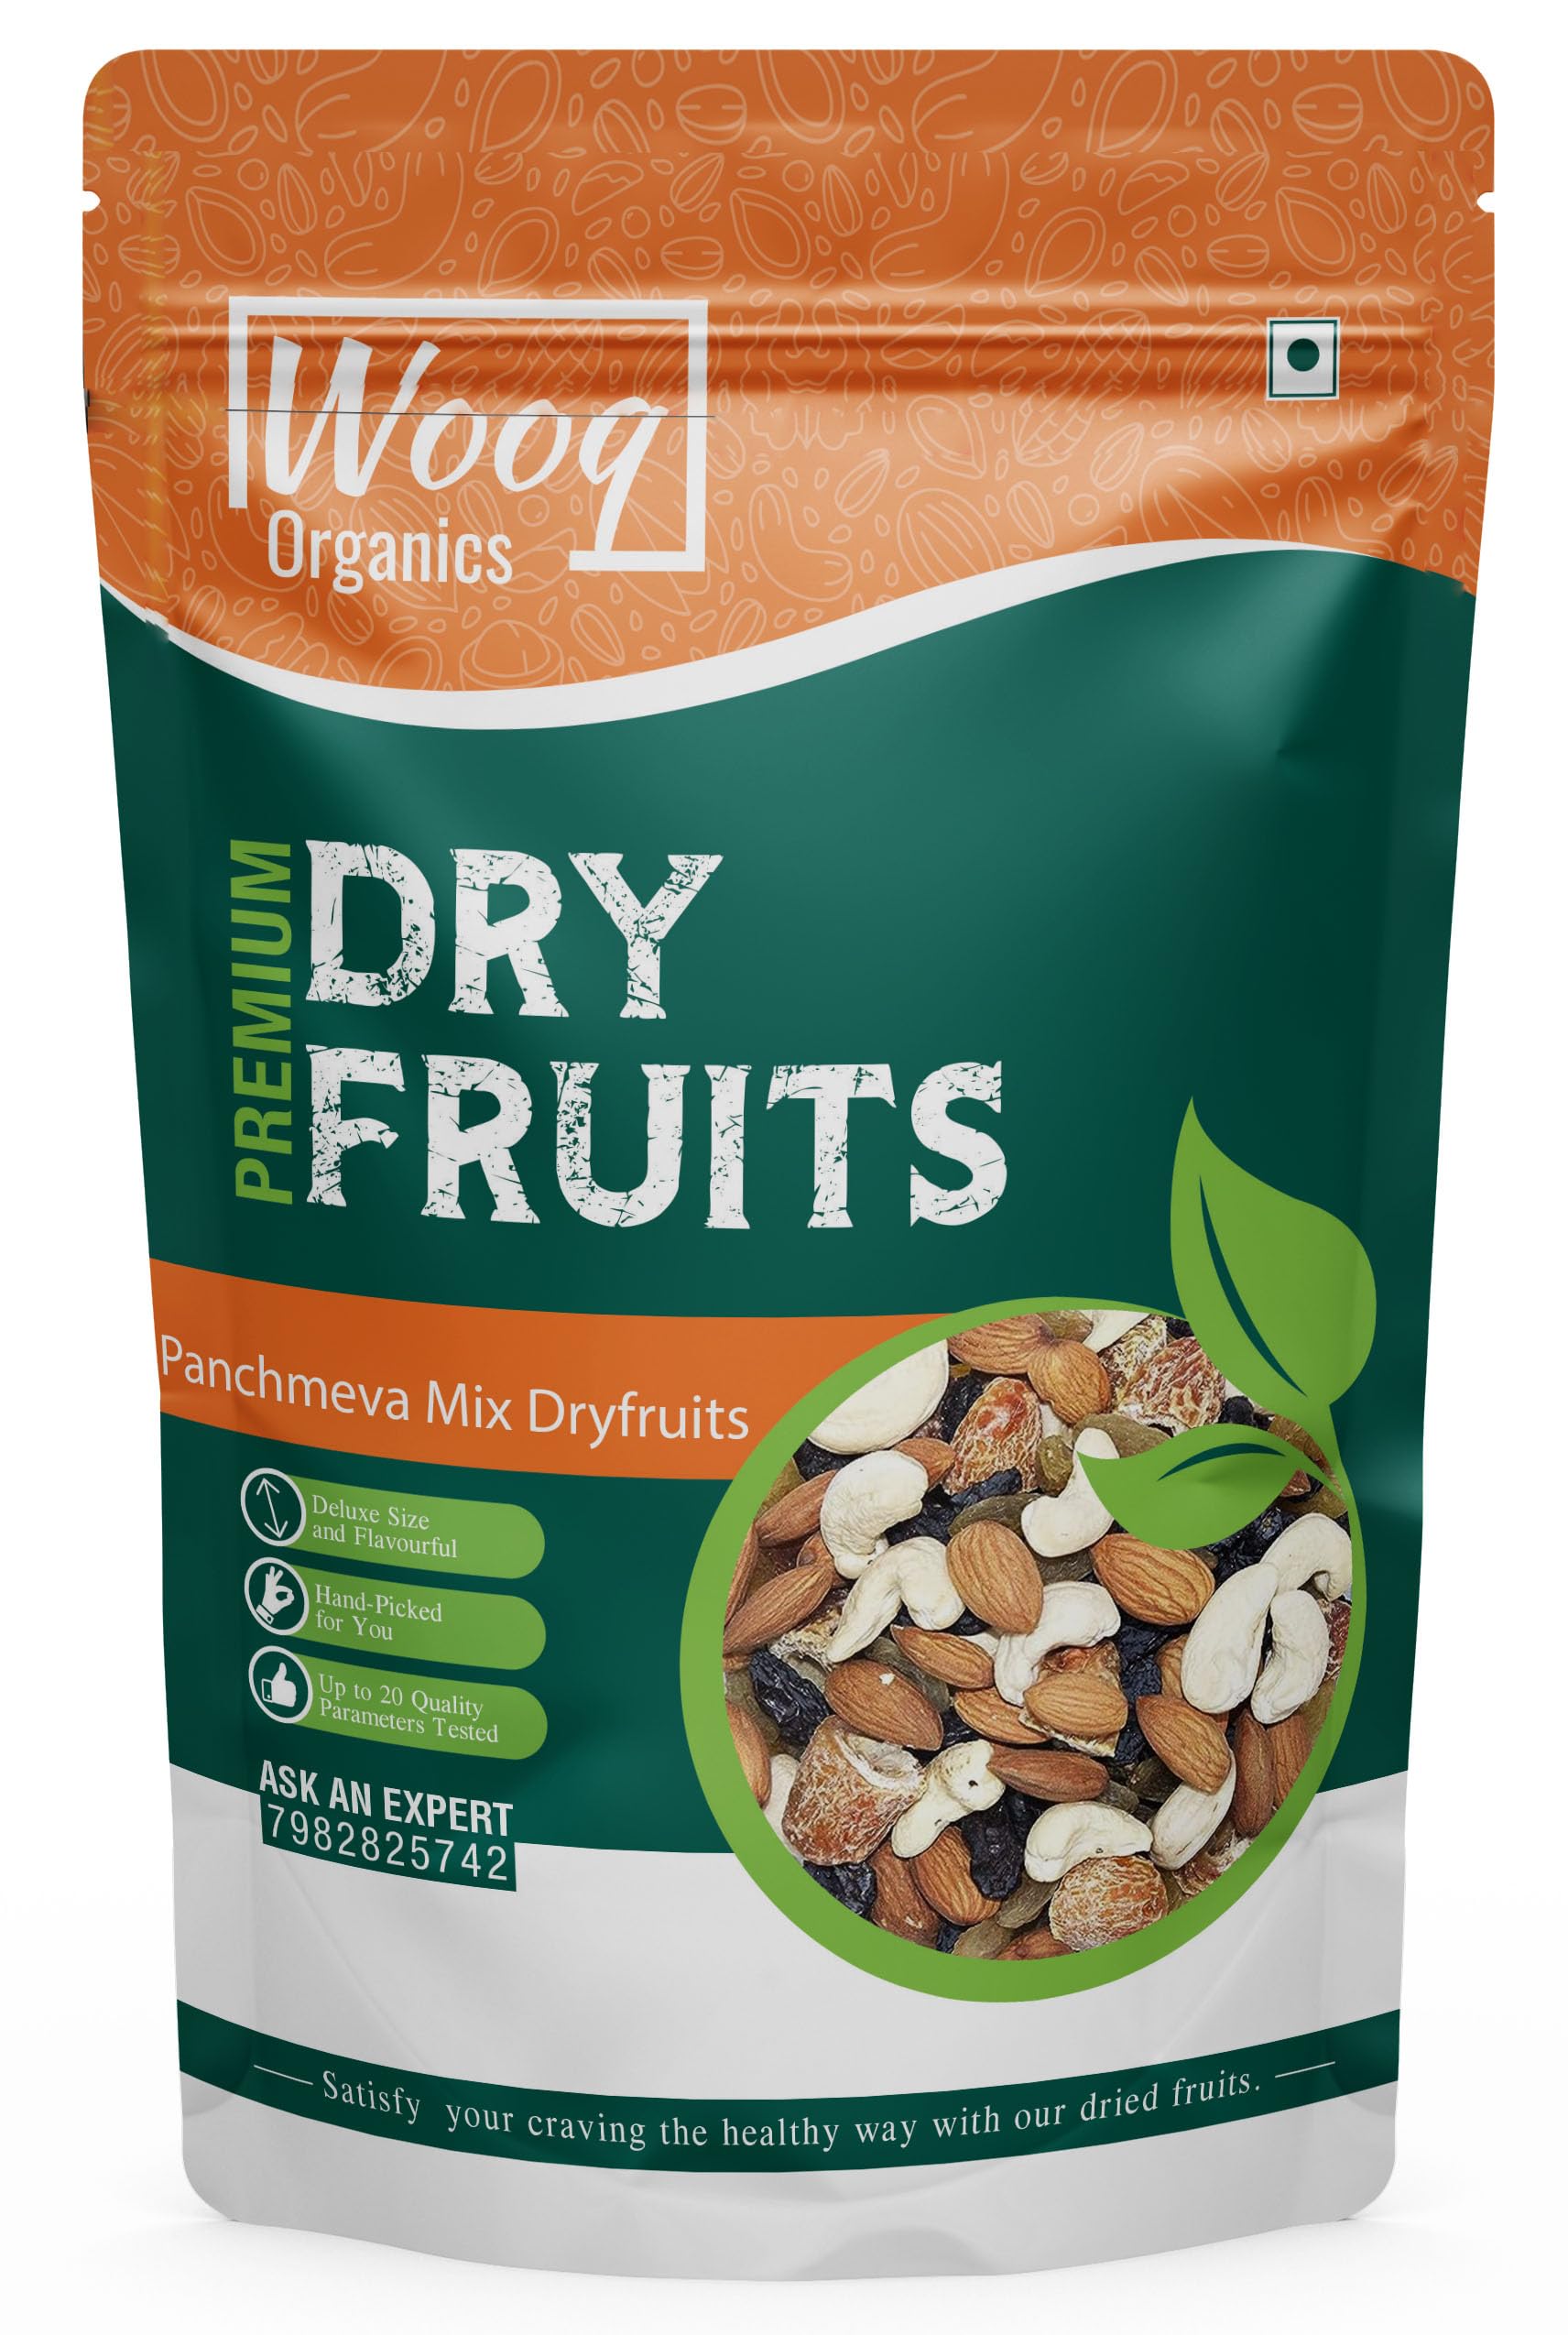 Wooq
Organics
PREMIUM
DRY
FRUITS
Panchmeva Mix Dryfruits
Deluxe Size
and Flavourful
Hand-Picked
for You
Up to 20 Quality
Parameters Tested
ASK AN EXPERT
7982825742
Satisfy your craving the healthy way with our dried fruits.